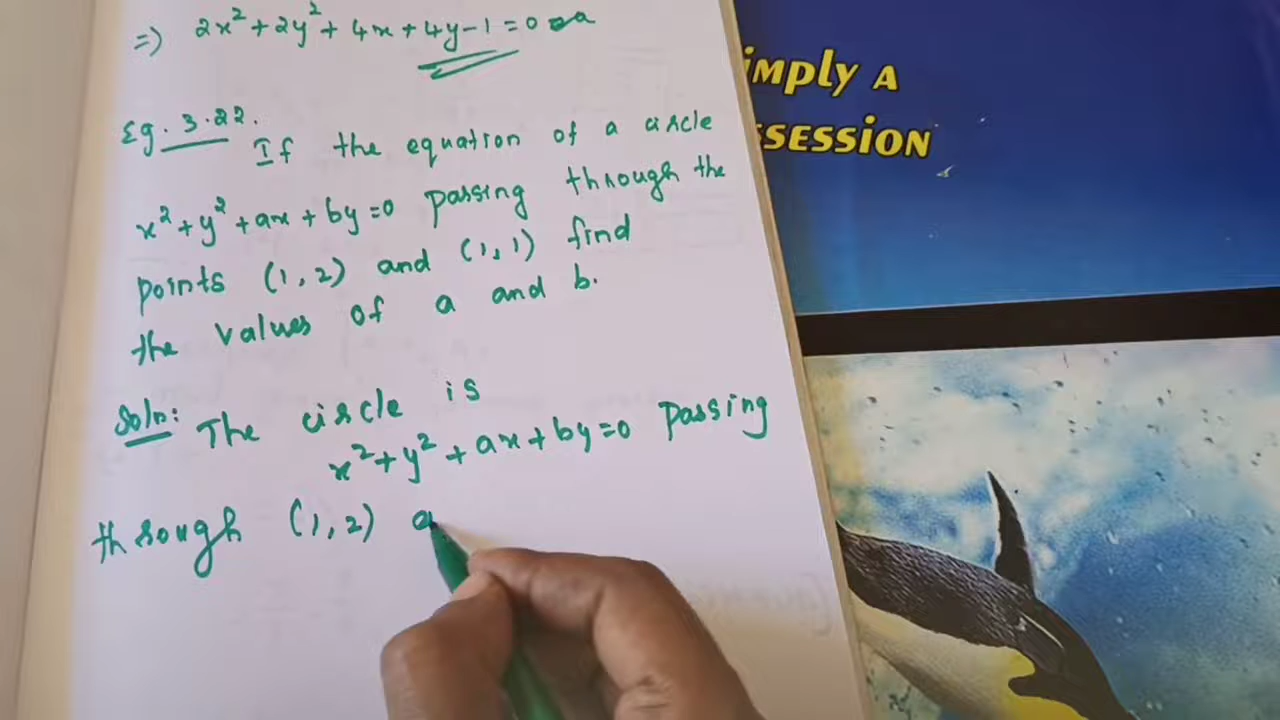 =) 2x² + 2y² + 4x + 4y - 1 = 0
Eg. 3.22. If the equation of a circle
x² + y² + ax + by = 0 passing through the
points (1, 2) and (1, 1) find
the values of a and b.
Soln: The circle is
x² + y² + ax + by = 0 passing
through (1, 2) a
IMPLY A
SSESSION